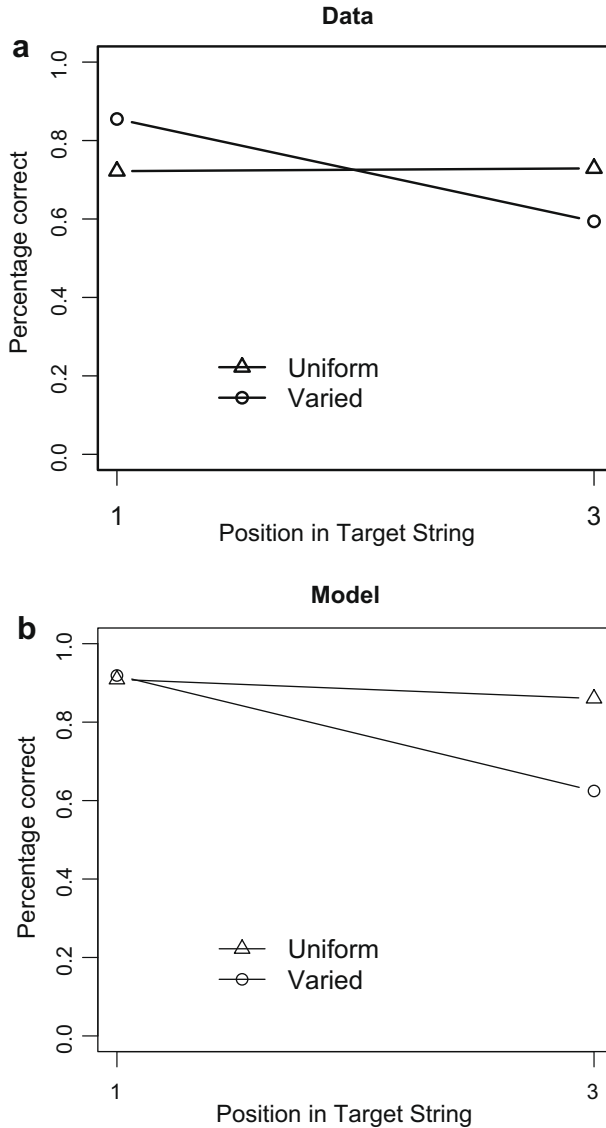 Data
a
Percentage correct
1.0
0.8
0.6
0.4
0.2
0.0
Uniform
Varied
1 3
Position in Target String
Model
b
Percentage correct
1.0
0.8
0.6
0.4
0.2
0.0
Uniform
Varied
1 3
Position in Target String